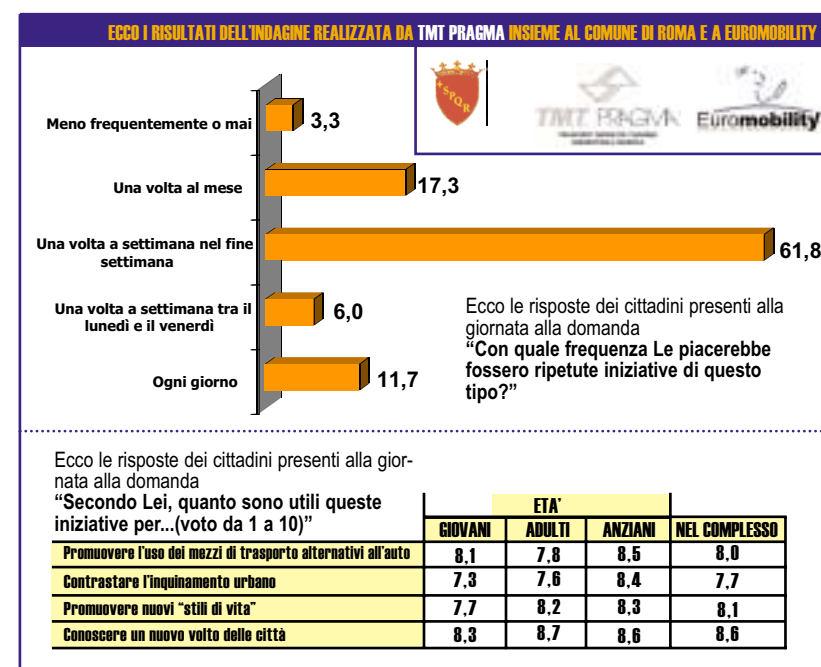 ECCO I RISULTATI DELL'INDAGINE REALIZZATA DA TMT PRAGMA INSIEME AL COMUNE DI ROMA E A EUROMOBILITY
SPQR
TMT PRAGMA
Euromobility
Meno frequentemente o mai 3,3
Una volta al mese 17,3
Una volta a settimana nel fine
settimana
61,8
Una volta a settimana tra il
lunedì e il venerdì
6,0
Ogni giorno 11,7
Ecco le risposte dei cittadini presenti alla
giornata alla domanda
“Con quale frequenza Le piacerebbe
fossero ripetute iniziative di questo
tipo?”
Ecco le risposte dei cittadini presenti alla gior-
nata alla domanda
“Secondo Lei, quanto sono utili queste
iniziative per...(voto da 1 a 10)”
ETA'
GIOVANI ADULTI ANZIANI NEL COMPLESSO
Promuovere l'uso dei mezzi di trasporto alternativi all'auto 8,1 7,8 8,5 8,0
Contrastare l'inquinamento urbano 7,3 7,6 8,4 7,7
Promuovere nuovi “stili di vita” 7,7 8,2 8,3 8,1
Conoscere un nuovo volto delle città 8,3 8,7 8,6 8,6